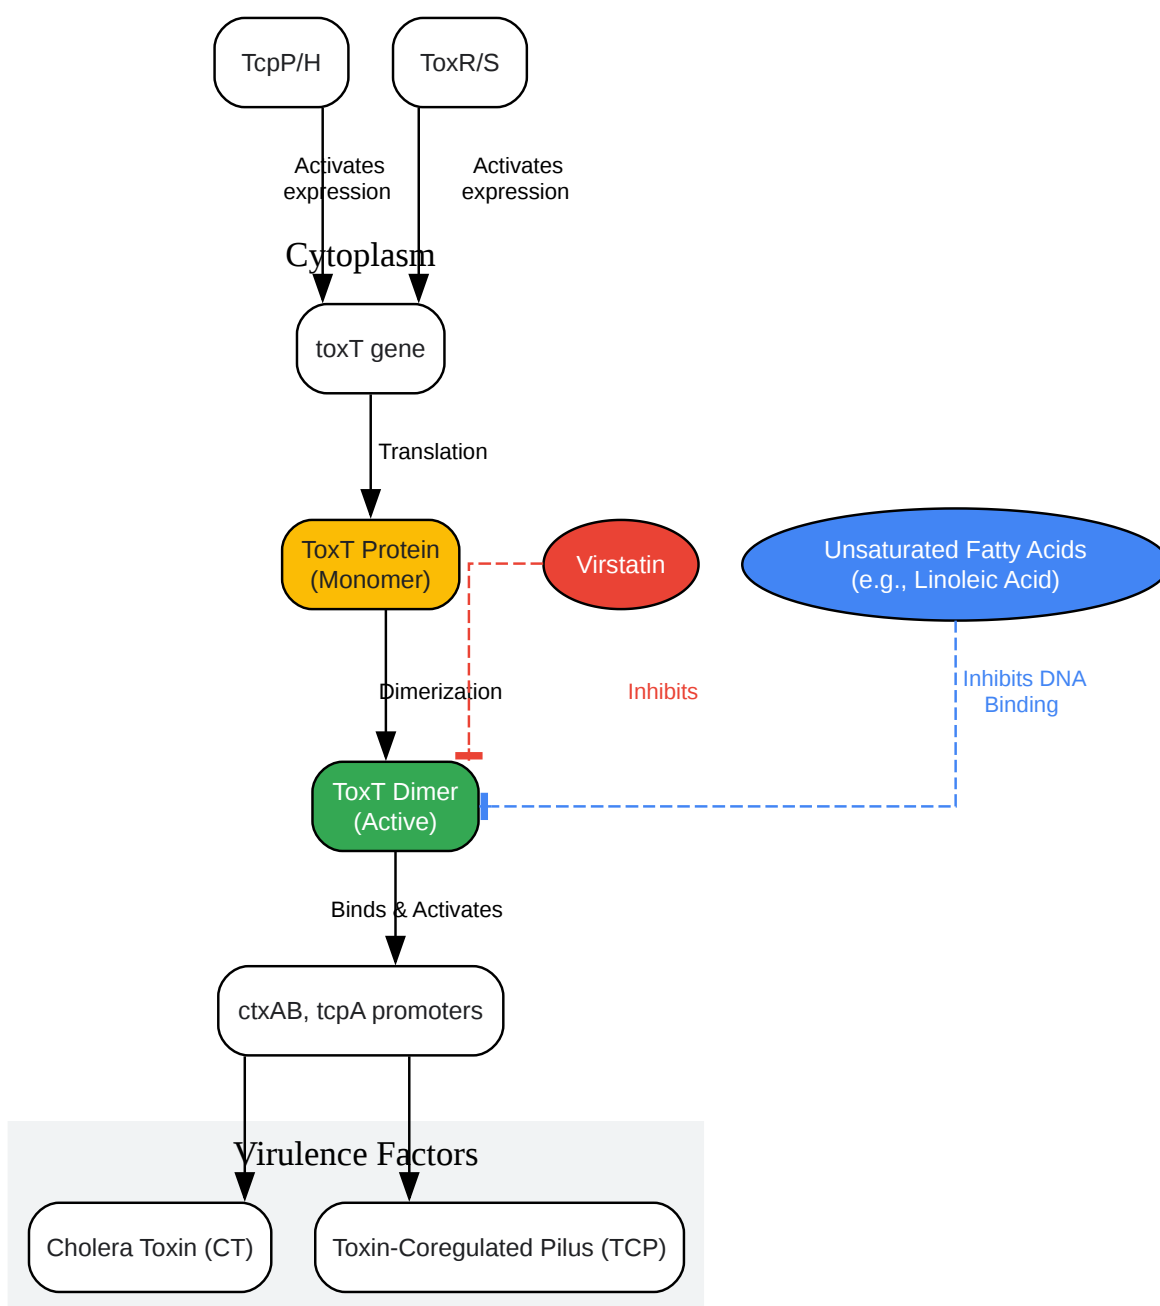 TcpP/H
ToxR/S
Activates
expression
Activates
expression
Cytoplasm
toxT gene
Translation
ToxT Protein
(Monomer)
Virstatin
Unsaturated Fatty Acids
(e.g., Linoleic Acid)
Dimerization
Inhibits
Inhibits DNA
Binding
ToxT Dimer
(Active)
Binds & Activates
ctxAB, tcpA promoters
Virulence Factors
Cholera Toxin (CT)
Toxin-Coregulated Pilus (TCP)